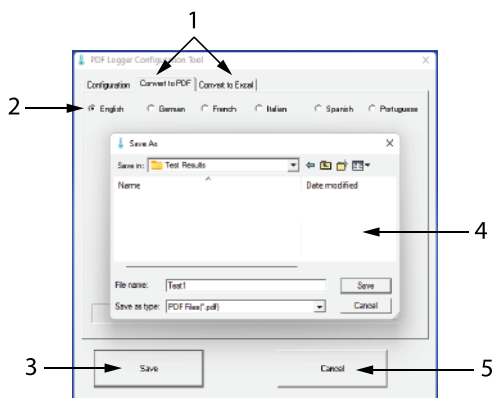 1
PDF Logger Configuration Tool
Configuration Convert to PDF Convert to Excel
2
English German French Italian Spanish Portuguese
Save As
Save in: Test Results
Name Date modified
4
File name: Test1 Save
Save as type: PDF Files(*.pdf) Cancel
3 Save Cancel 5